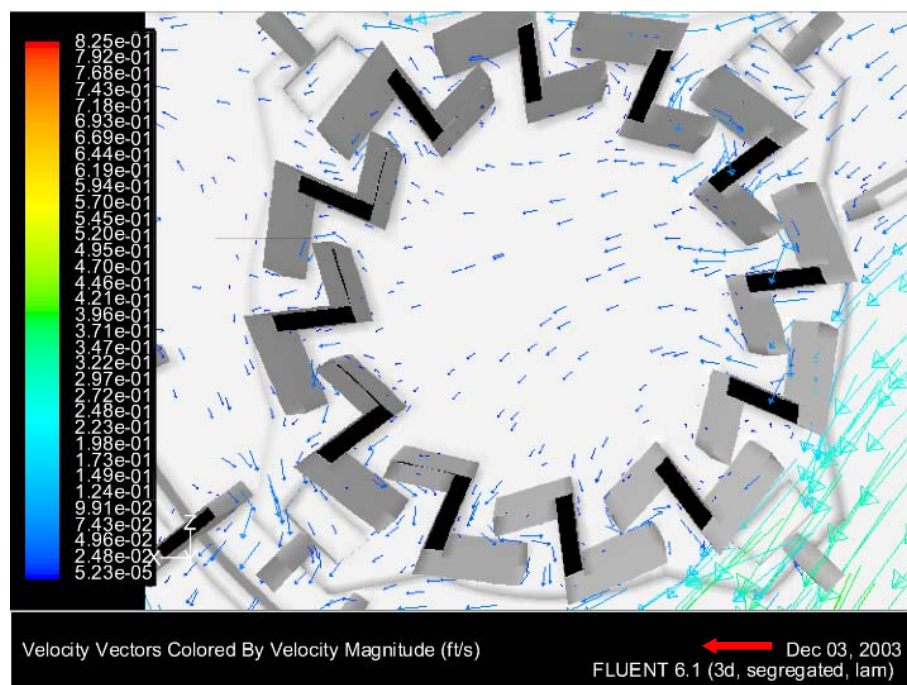 8.25e-01
7.92e-01
7.68e-01
7.43e-01
7.18e-01
6.93e-01
6.69e-01
6.44e-01
6.19e-01
5.94e-01
5.70e-01
5.45e-01
5.20e-01
4.95e-01
4.70e-01
4.46e-01
4.21e-01
3.96e-01
3.71e-01
3.47e-01
3.22e-01
2.97e-01
2.72e-01
2.48e-01
2.23e-01
1.98e-01
1.73e-01
1.49e-01
1.24e-01
9.91e-02
7.43e-02
4.96e-02
2.48e-02
5.23e-05
Z
X
Velocity Vectors Colored By Velocity Magnitude (ft/s)
Dec 03, 2003
FLUENT 6.1 (3d, segregated, lam)